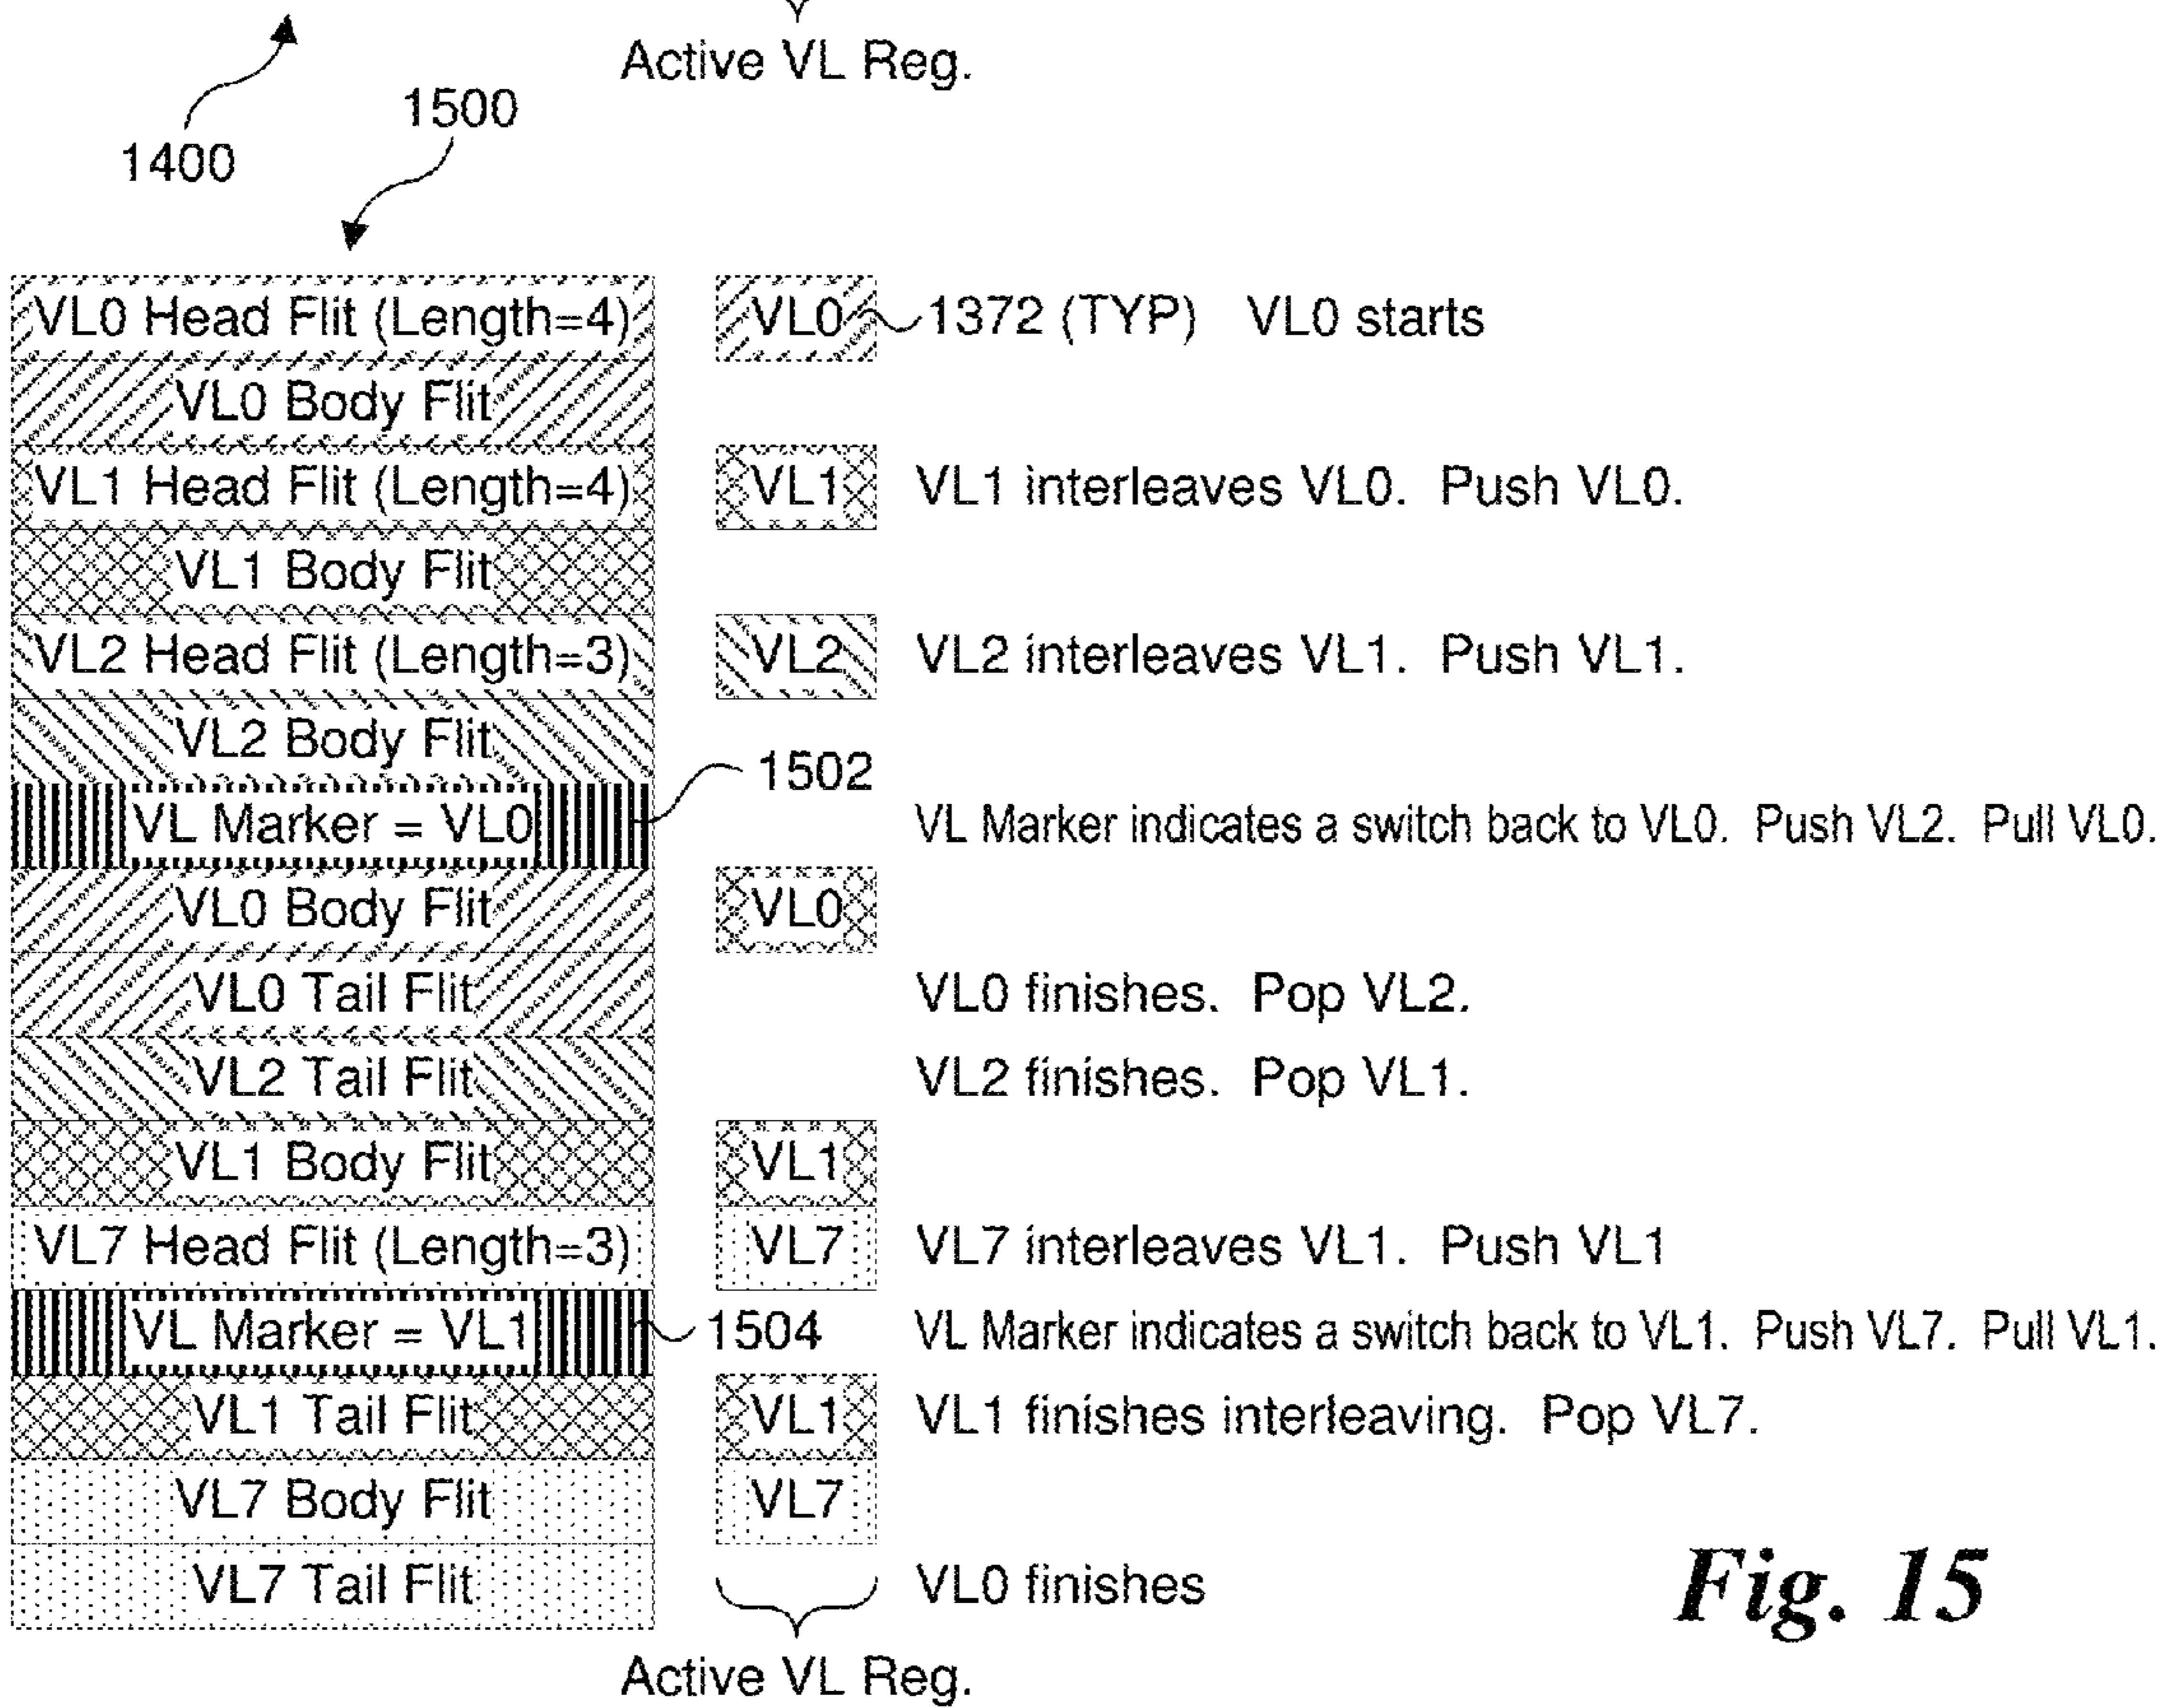 Active VL Reg.
1500
1400
VL0 Head Flit (Length=4) VL0 1372 (TYP) VL0 starts
VL0 Body Flit
VL1 Head Flit (Length=4) VL1 VL1 interleaves VL0. Push VL0.
VL1 Body Flit
VL2 Head Flit (Length=3) VL2 VL2 interleaves VL1. Push VL1.
VL2 Body Flit
1502
VL Marker = VL0 VL Marker indicates a switch back to VL0. Push VL2. Pull VL0.
VL0 Body Flit VL0
VL0 Tail Flit VL0 finishes. Pop VL2.
VL2 Tail Flit VL2 finishes. Pop VL1.
VL1 Body Flit VL1
VL7 Head Flit (Length=3) VL7 VL7 interleaves VL1. Push VL1
VL Marker = VL1 1504 VL Marker indicates a switch back to VL1. Push VL7. Pull VL1.
VL1 Tail Flit VL1 VL1 finishes interleaving. Pop VL7.
VL7 Body Flit VL7
VL7 Tail Flit VL0 finishes
Fig. 15
Active VL Reg.